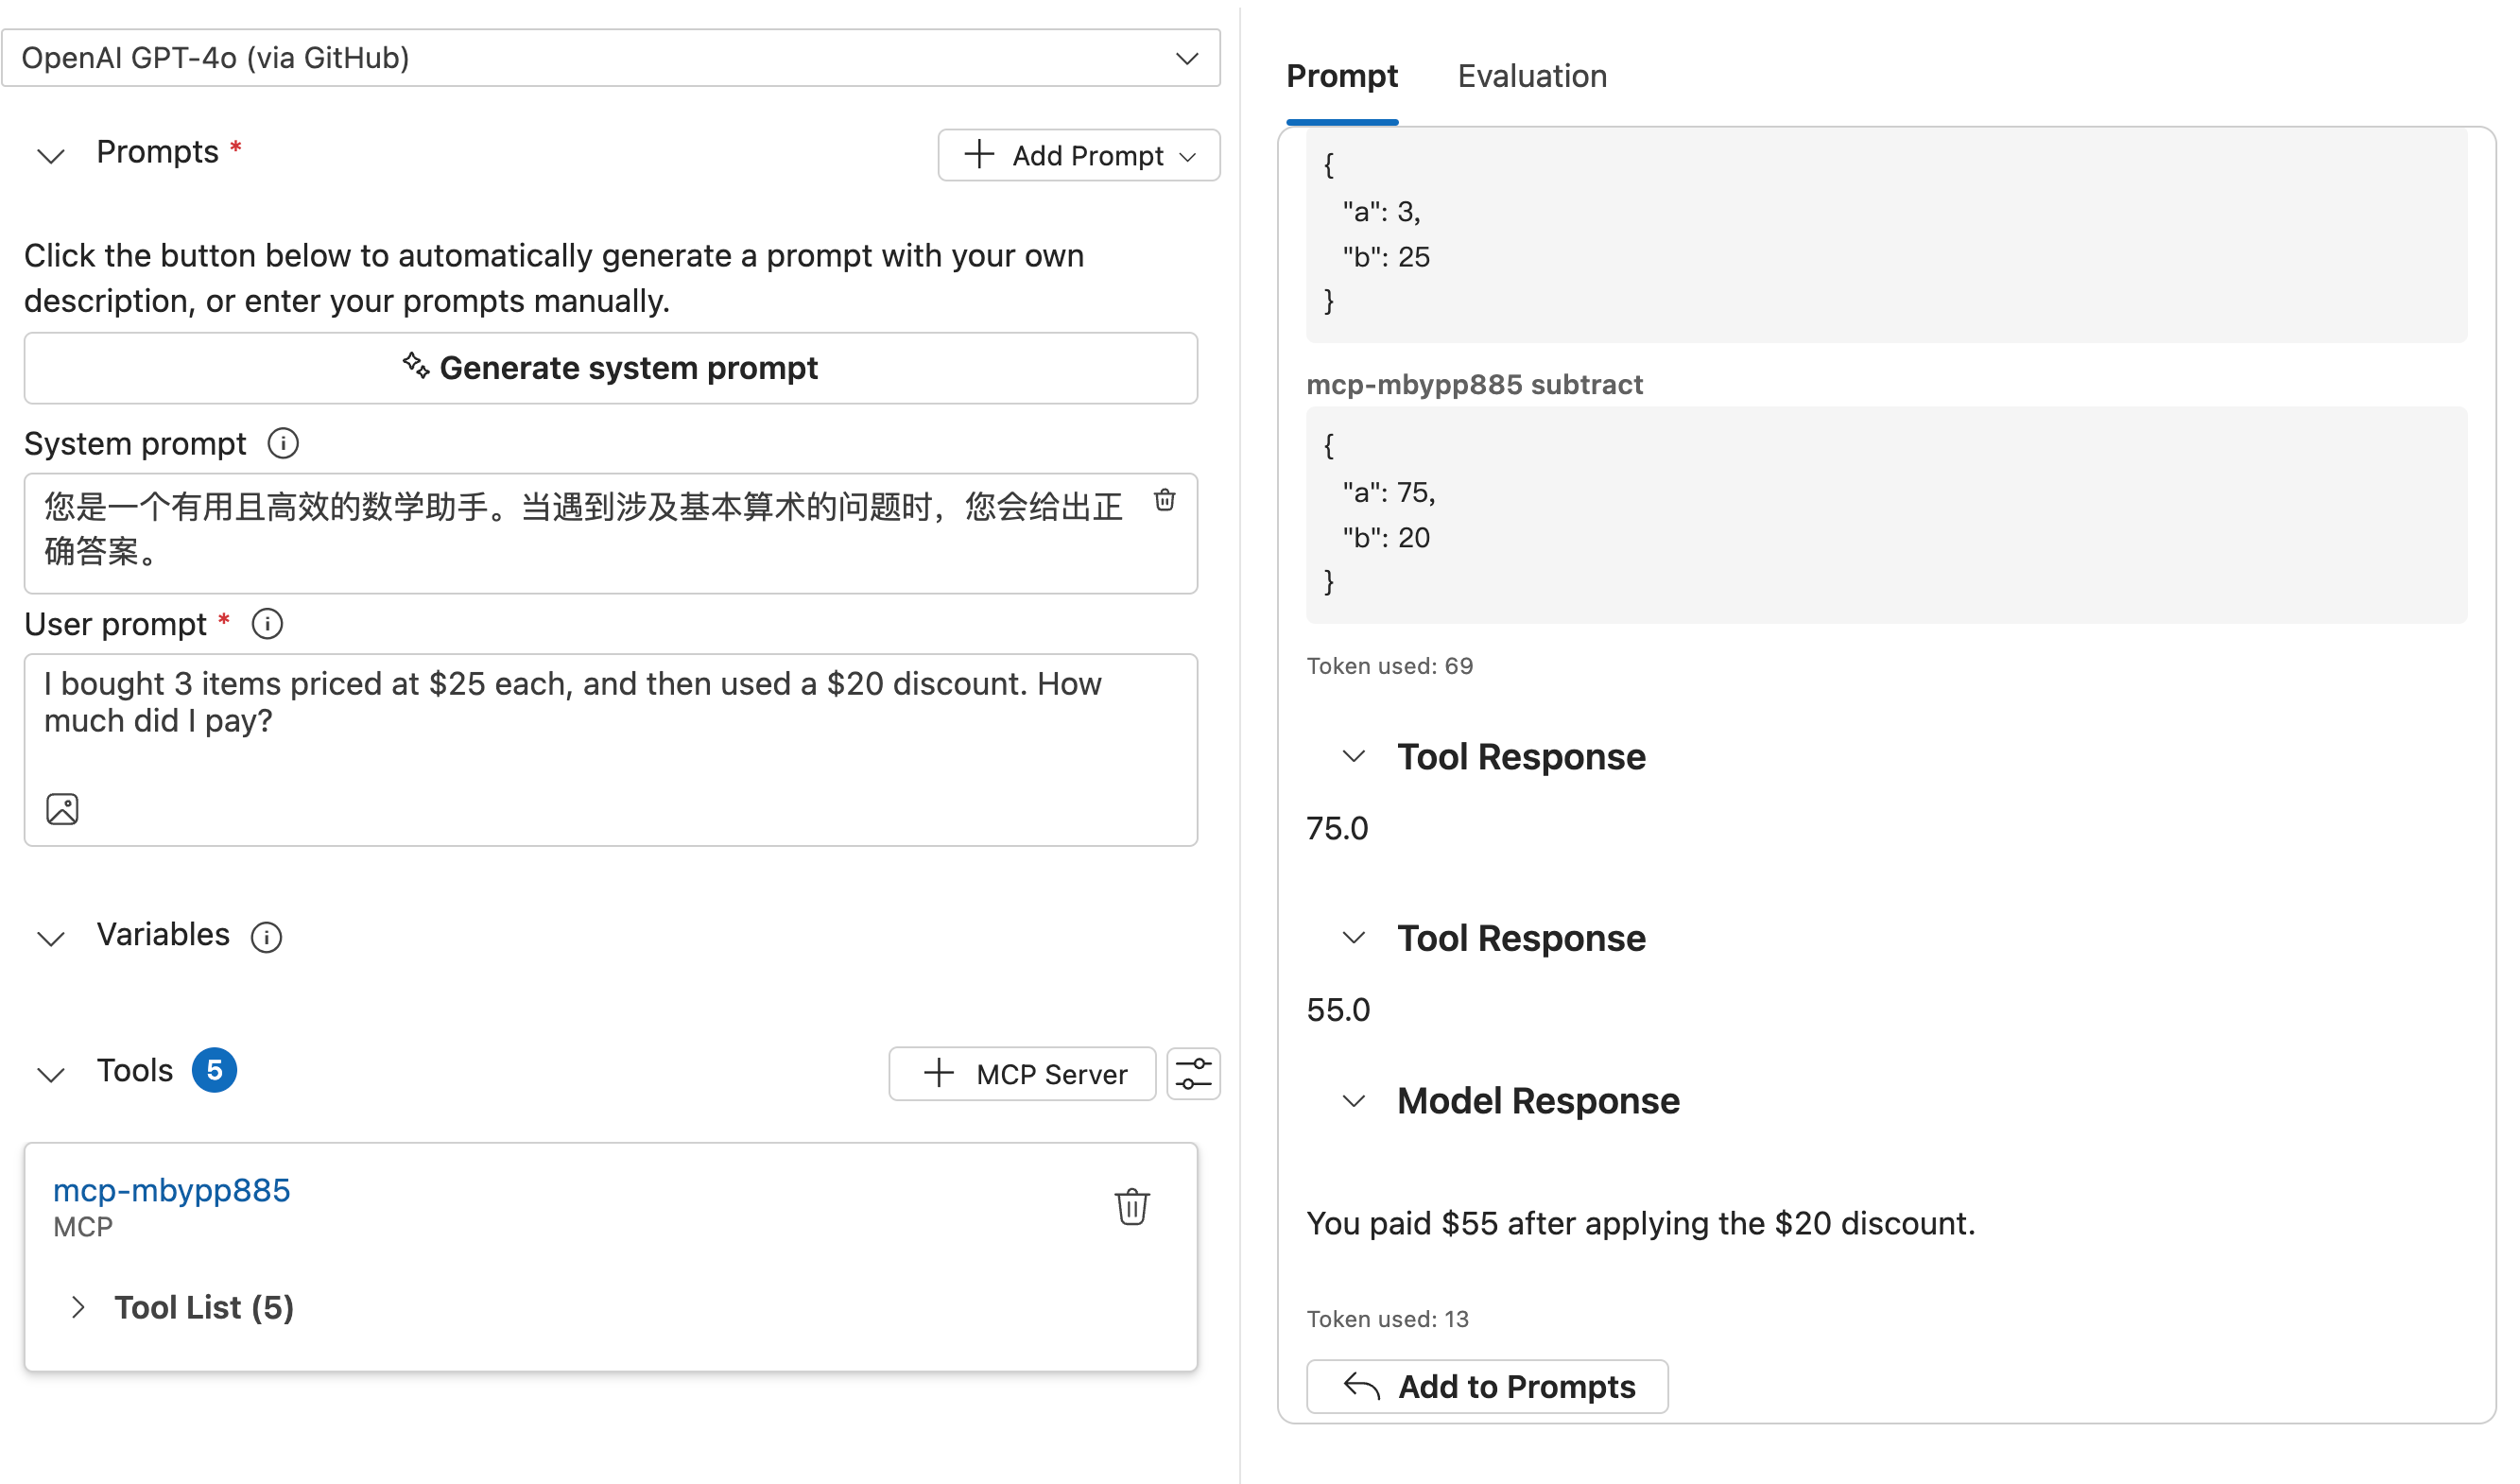 OpenAI GPT-4o (via GitHub)
Prompts *
Add Prompt
Click the button below to automatically generate a prompt with your own
description, or enter your prompts manually.
Generate system prompt
System prompt
您是一个有用且高效的数学助手。当遇到涉及基本算术的问题时，您会给出正
确答案。
User prompt *
I bought 3 items priced at $25 each, and then used a $20 discount. How
much did I pay?
Variables
Tools 5
MCP Server
mcp-mbypp885
MCP
Tool List (5)
Prompt
Evaluation
{
"a": 3,
"b": 25
}
mcp-mbypp885 subtract
{
"a": 75,
"b": 20
}
Token used: 69
Tool Response
75.0
Tool Response
55.0
Model Response
You paid $55 after applying the $20 discount.
Token used: 13
Add to Prompts